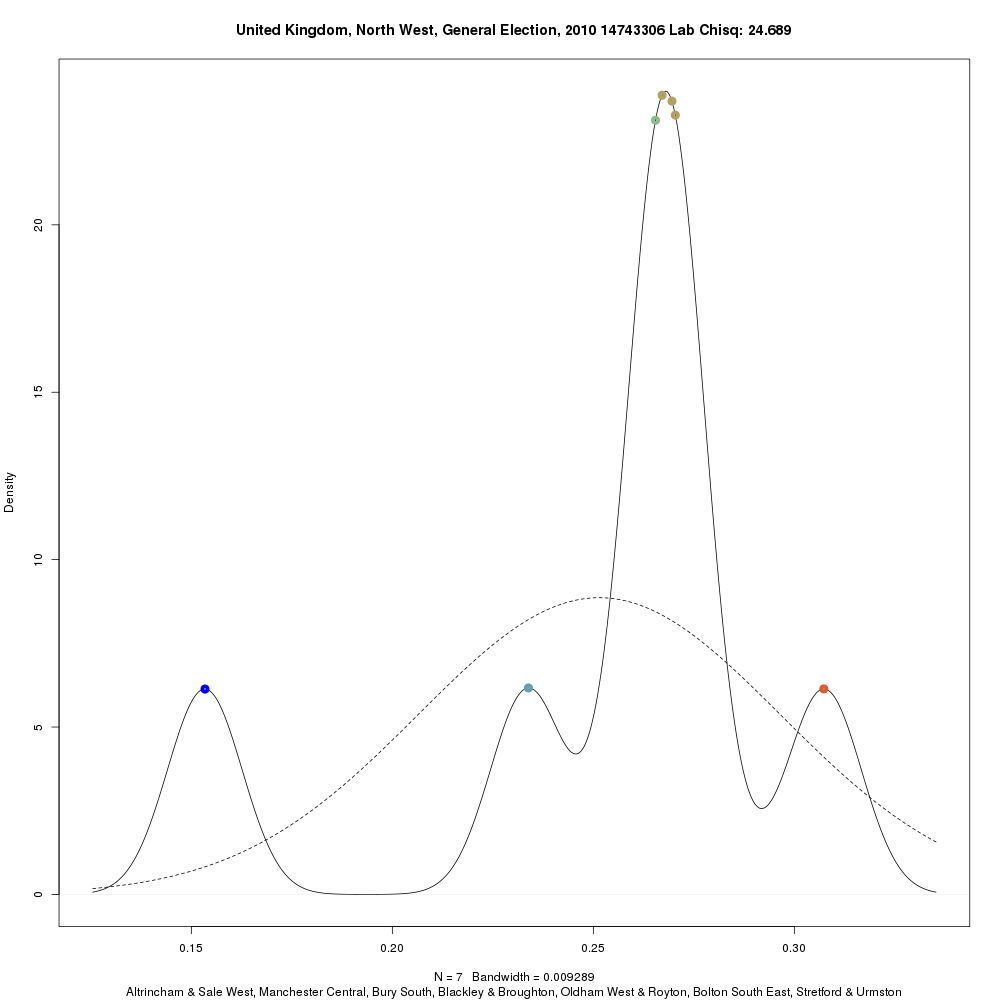 United Kingdom, North West, General Election, 2010 14743306 Lab Chisq: 24.689
Density
20
15
10
5
0
0.15 0.20 0.25 0.30
N = 7 Bandwidth = 0.009289
Altrincham & Sale West, Manchester Central, Bury South, Blackley & Broughton, Oldham West & Royton, Bolton South East, Stretford & Urmston